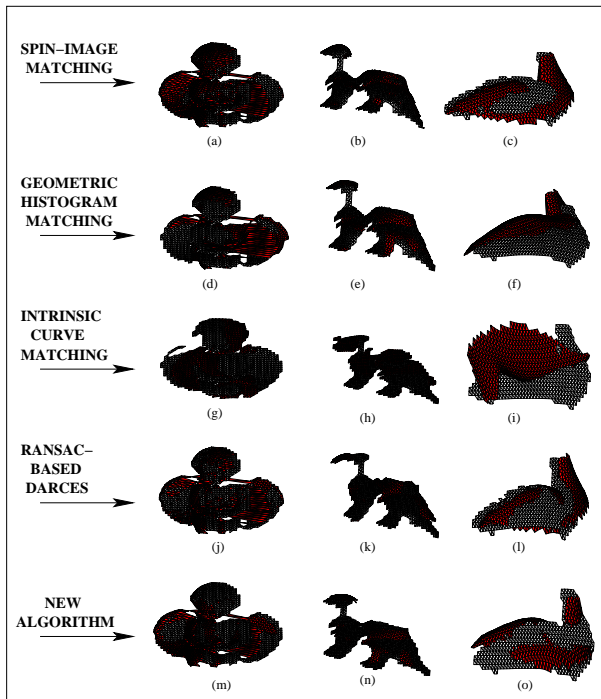 SPIN−IMAGE
MATCHING
(a) (b) (c)
GEOMETRIC
HISTOGRAM
MATCHING
(d) (e) (f)
INTRINSIC
CURVE
MATCHING
(g) (h) (i)
RANSAC−
BASED
DARCES
(j) (k) (l)
NEW
ALGORITHM
(m) (n) (o)